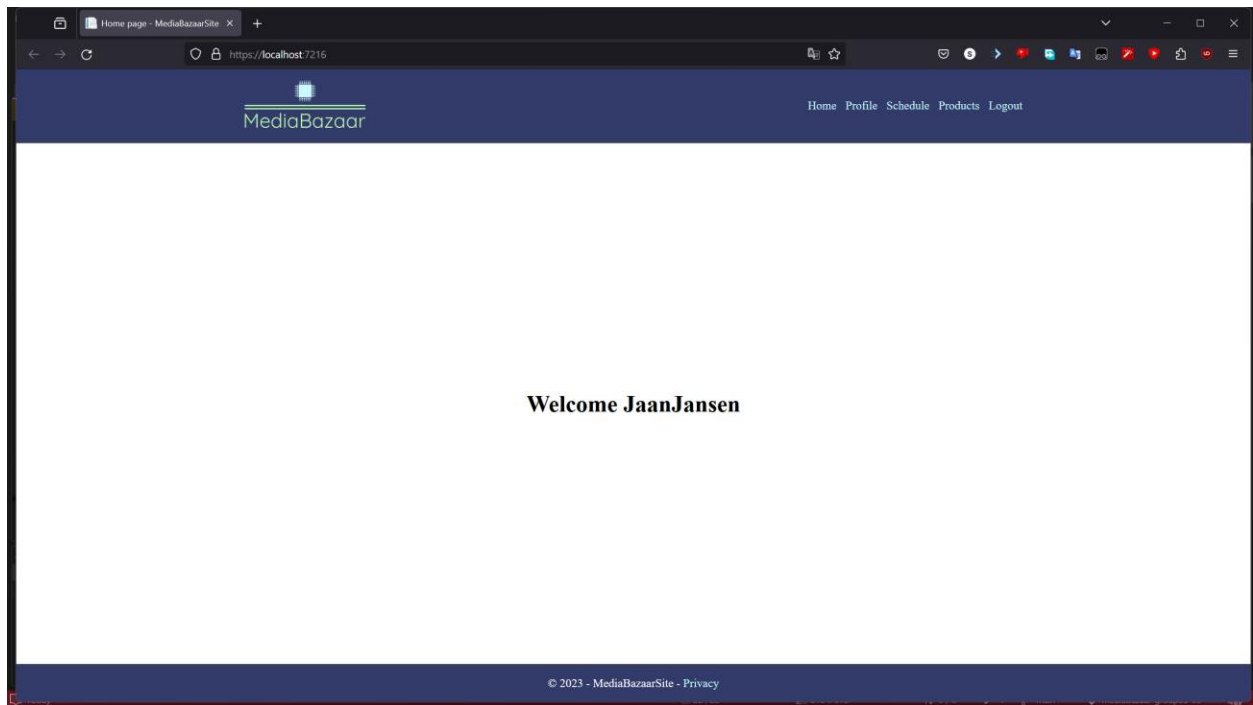 Home page - MediaBazaarSite
https://localhost:7216
MediaBazaar
Home Profile Schedule Products Logout
Welcome JaanJansen
© 2023 - MediaBazaarSite - Privacy